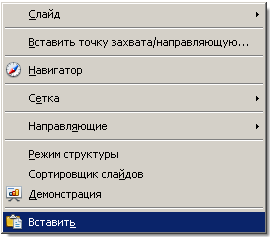 Слайд
Вставить точку захвата/направляющую...
Навигатор
Сетка
Направляющие
Режим структуры
Сортировщик слайдов
Демонстрация
Вставить